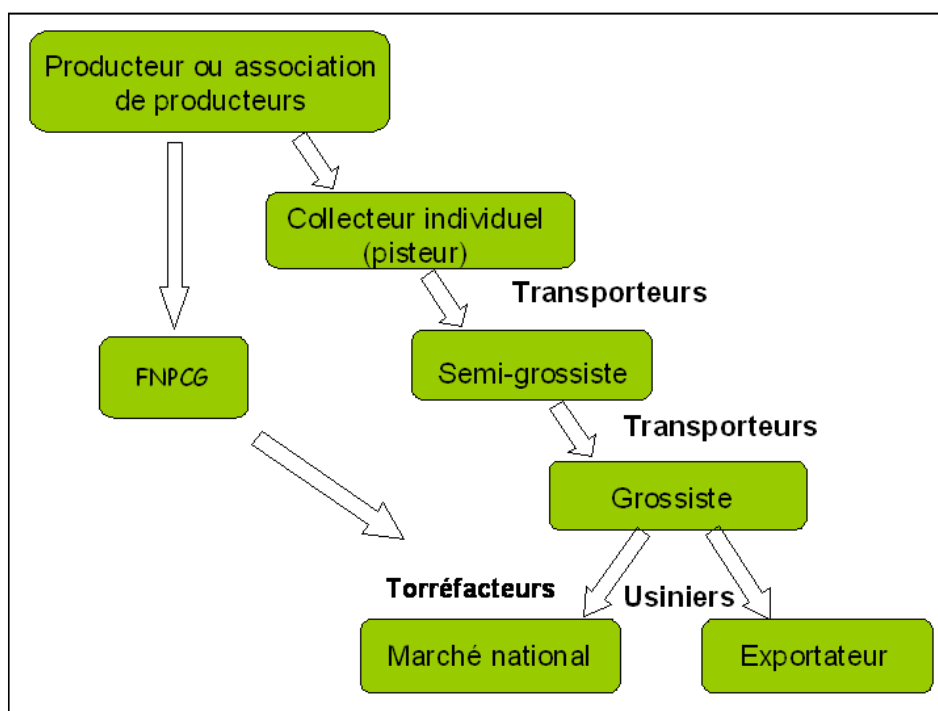 Producteur ou association
de producteurs
Collecteur individuel
(pisteur)
Transporteurs
FNPCG
Semi-grossiste
Transporteurs
Grossiste
Torréfacteurs
Usiniers
Marché national
Exportateur